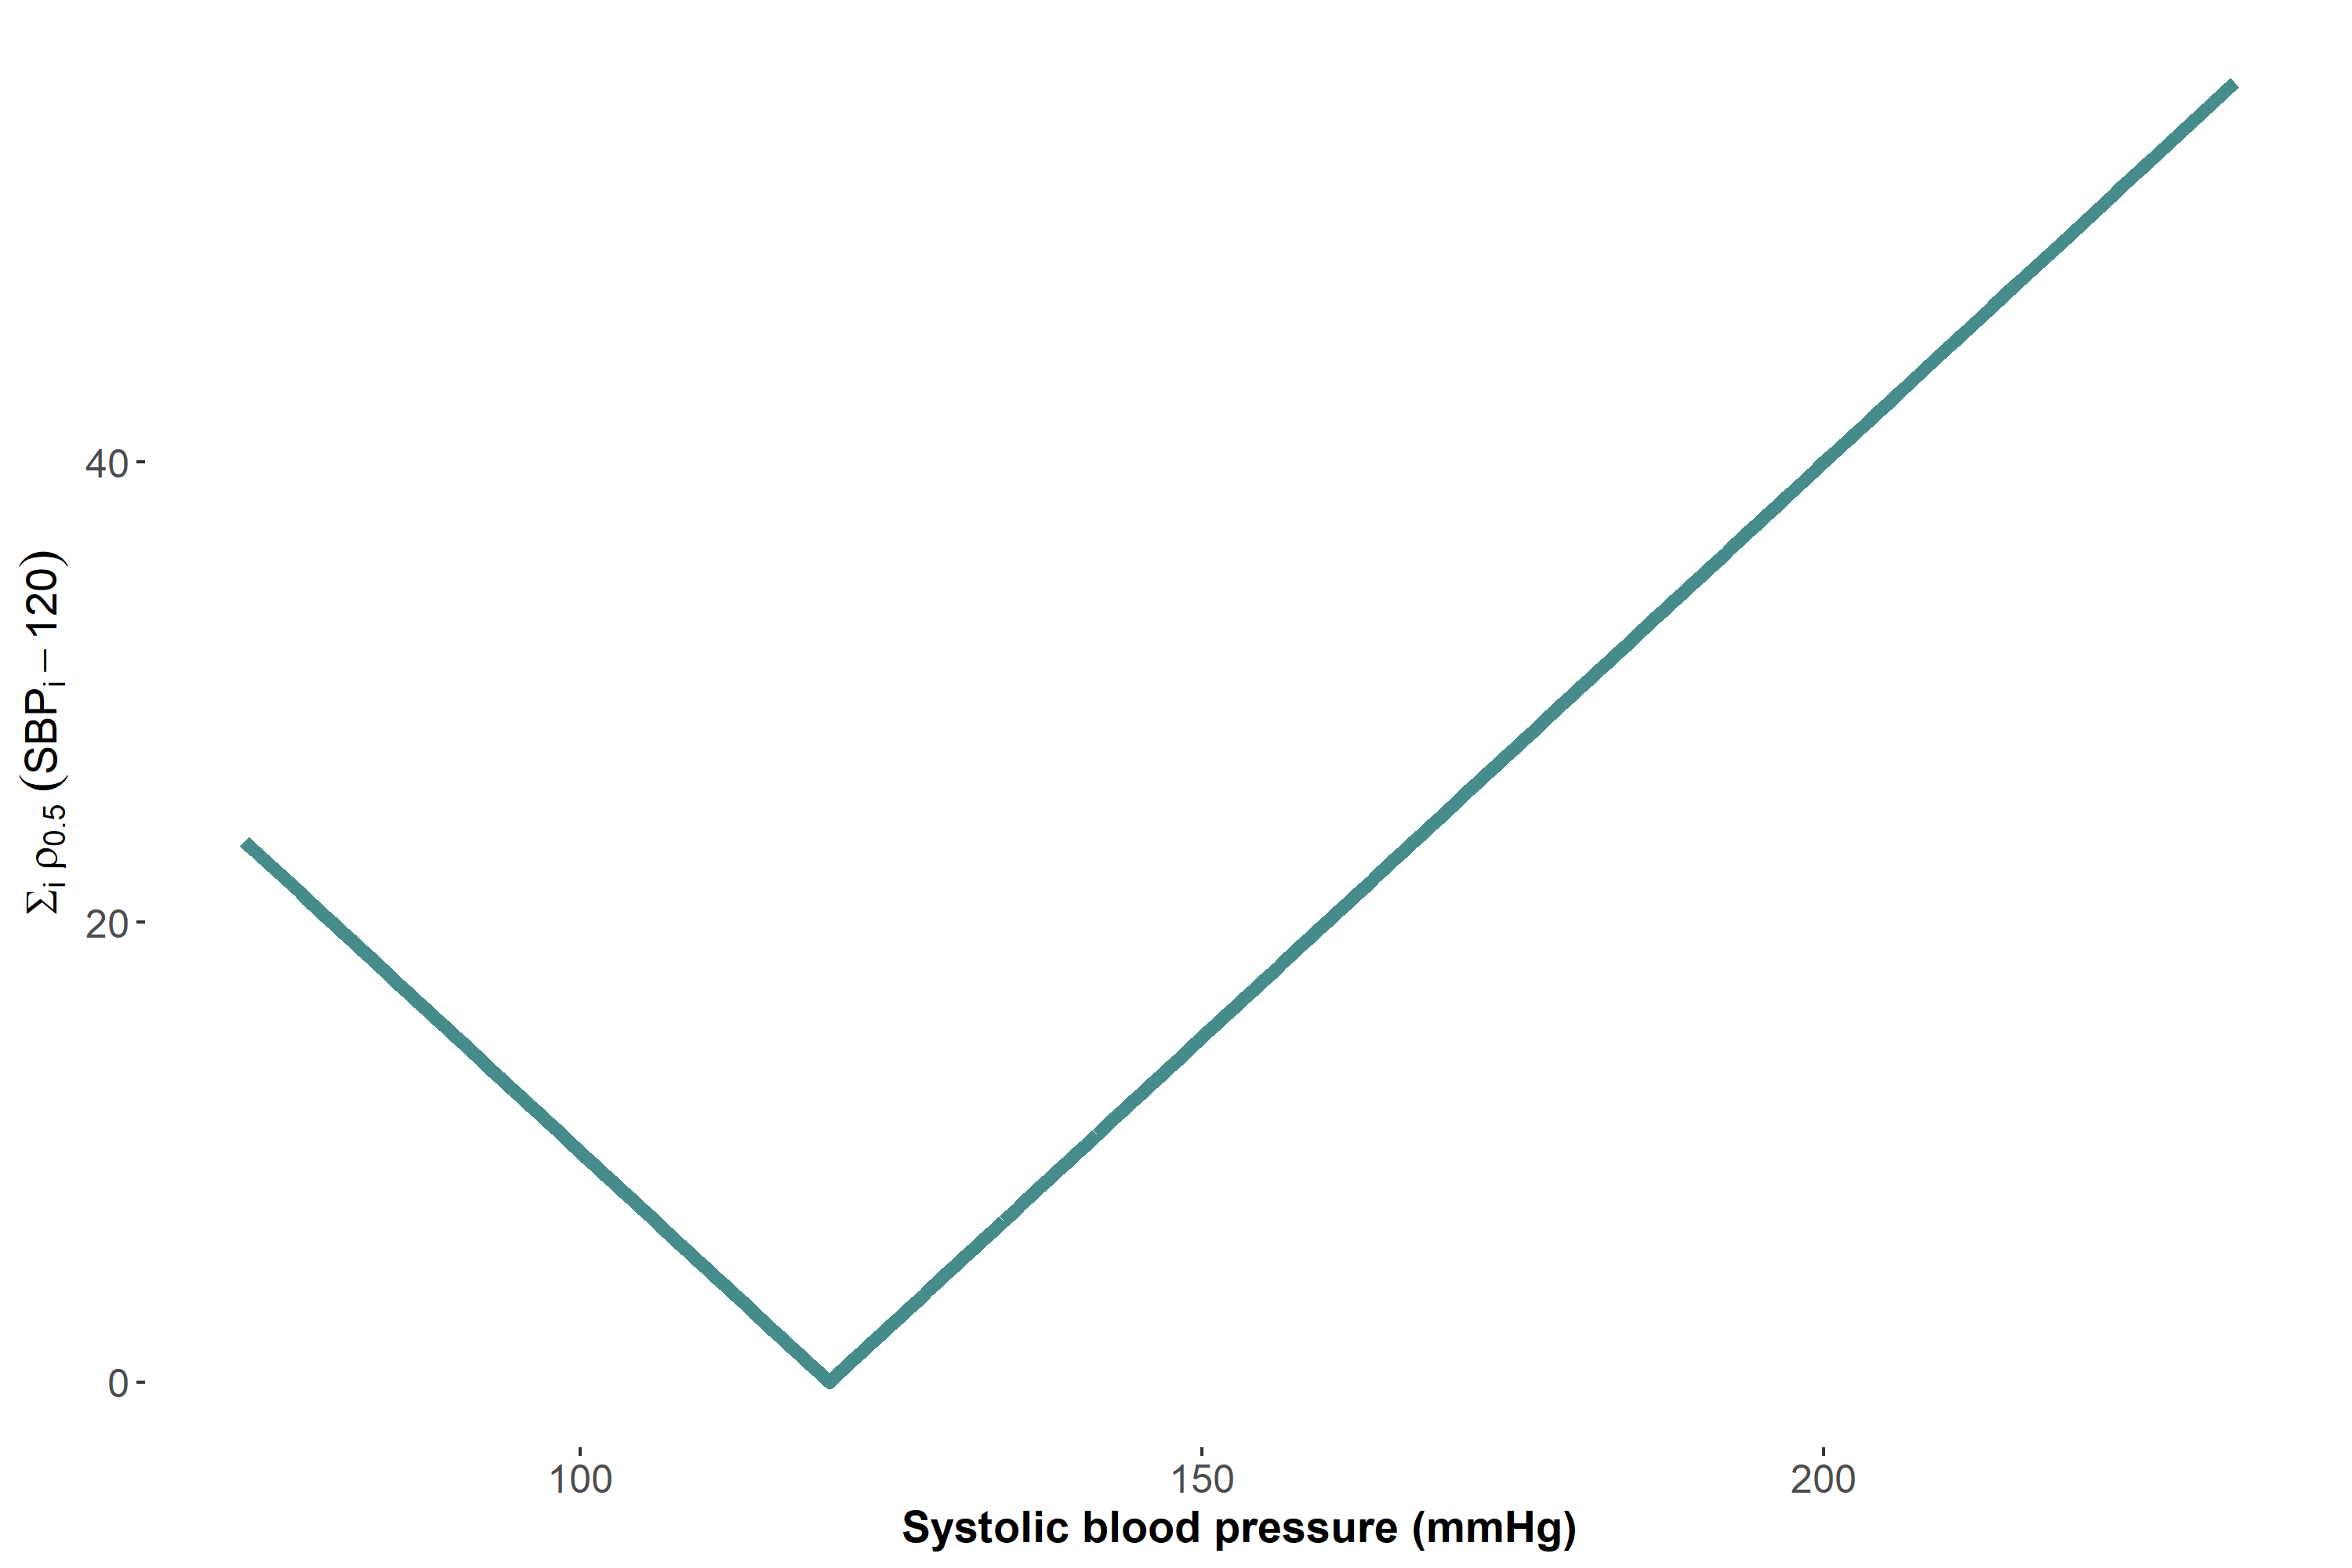 40
20
0
Σi ρ0.5 (SBPi − 120)
100 150 200
Systolic blood pressure (mmHg)